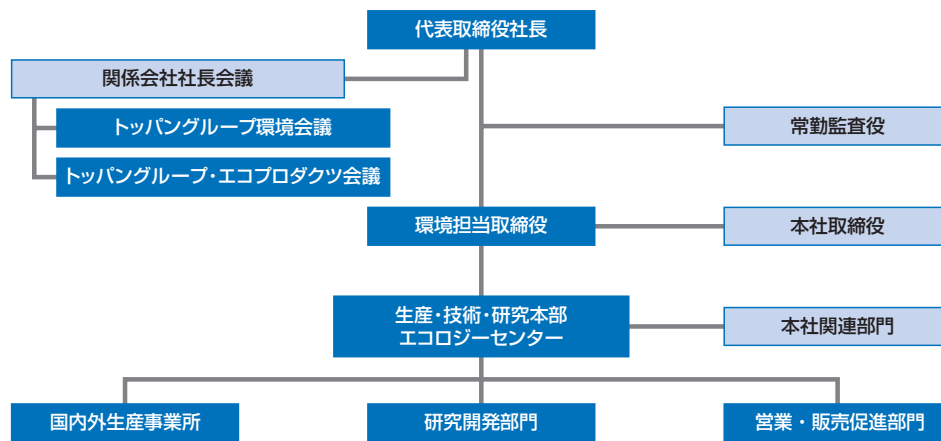 代表取締役社長
関係会社社長会議
トッパングループ環境会議
常勤監査役
トッパングループ・エコプロダクツ会議
環境担当取締役
本社取締役
生産・技術・研究本部
エコロジーセンター
本社関連部門
国内外生産事業所
研究開発部門
営業・販売促進部門